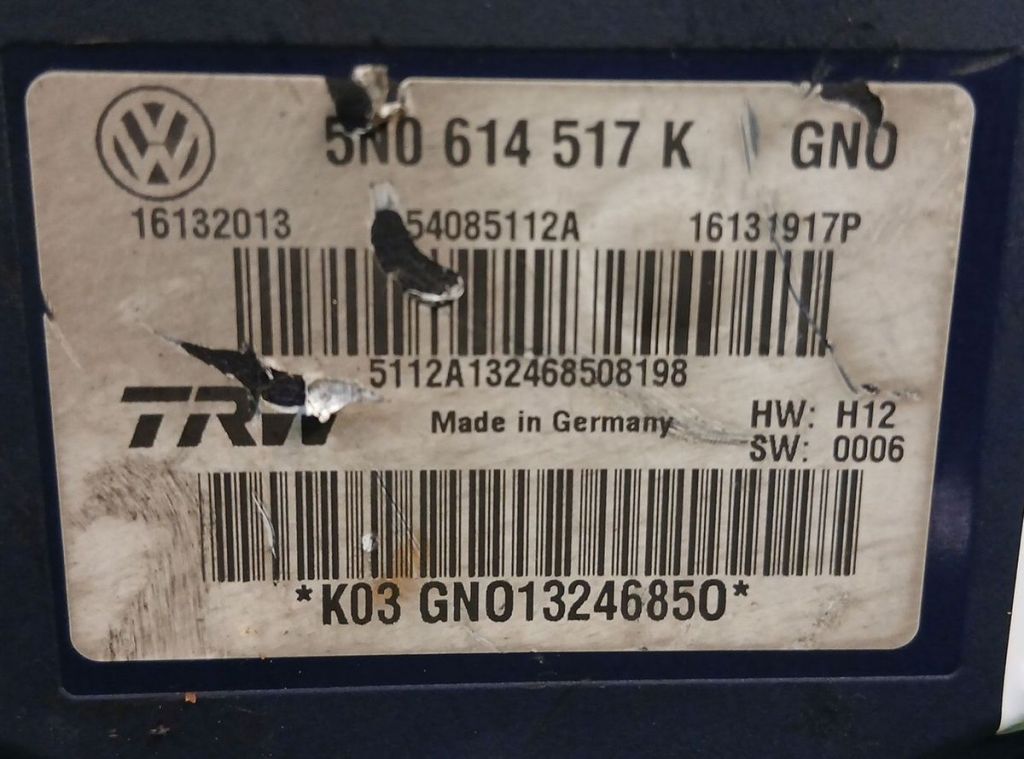 5N0 614 517 K GNO
16132013 54085112A 16131917P
5112A132468508198
TRW Made in Germany HW: H12
SW: 0006
*K03 GNO13246850*